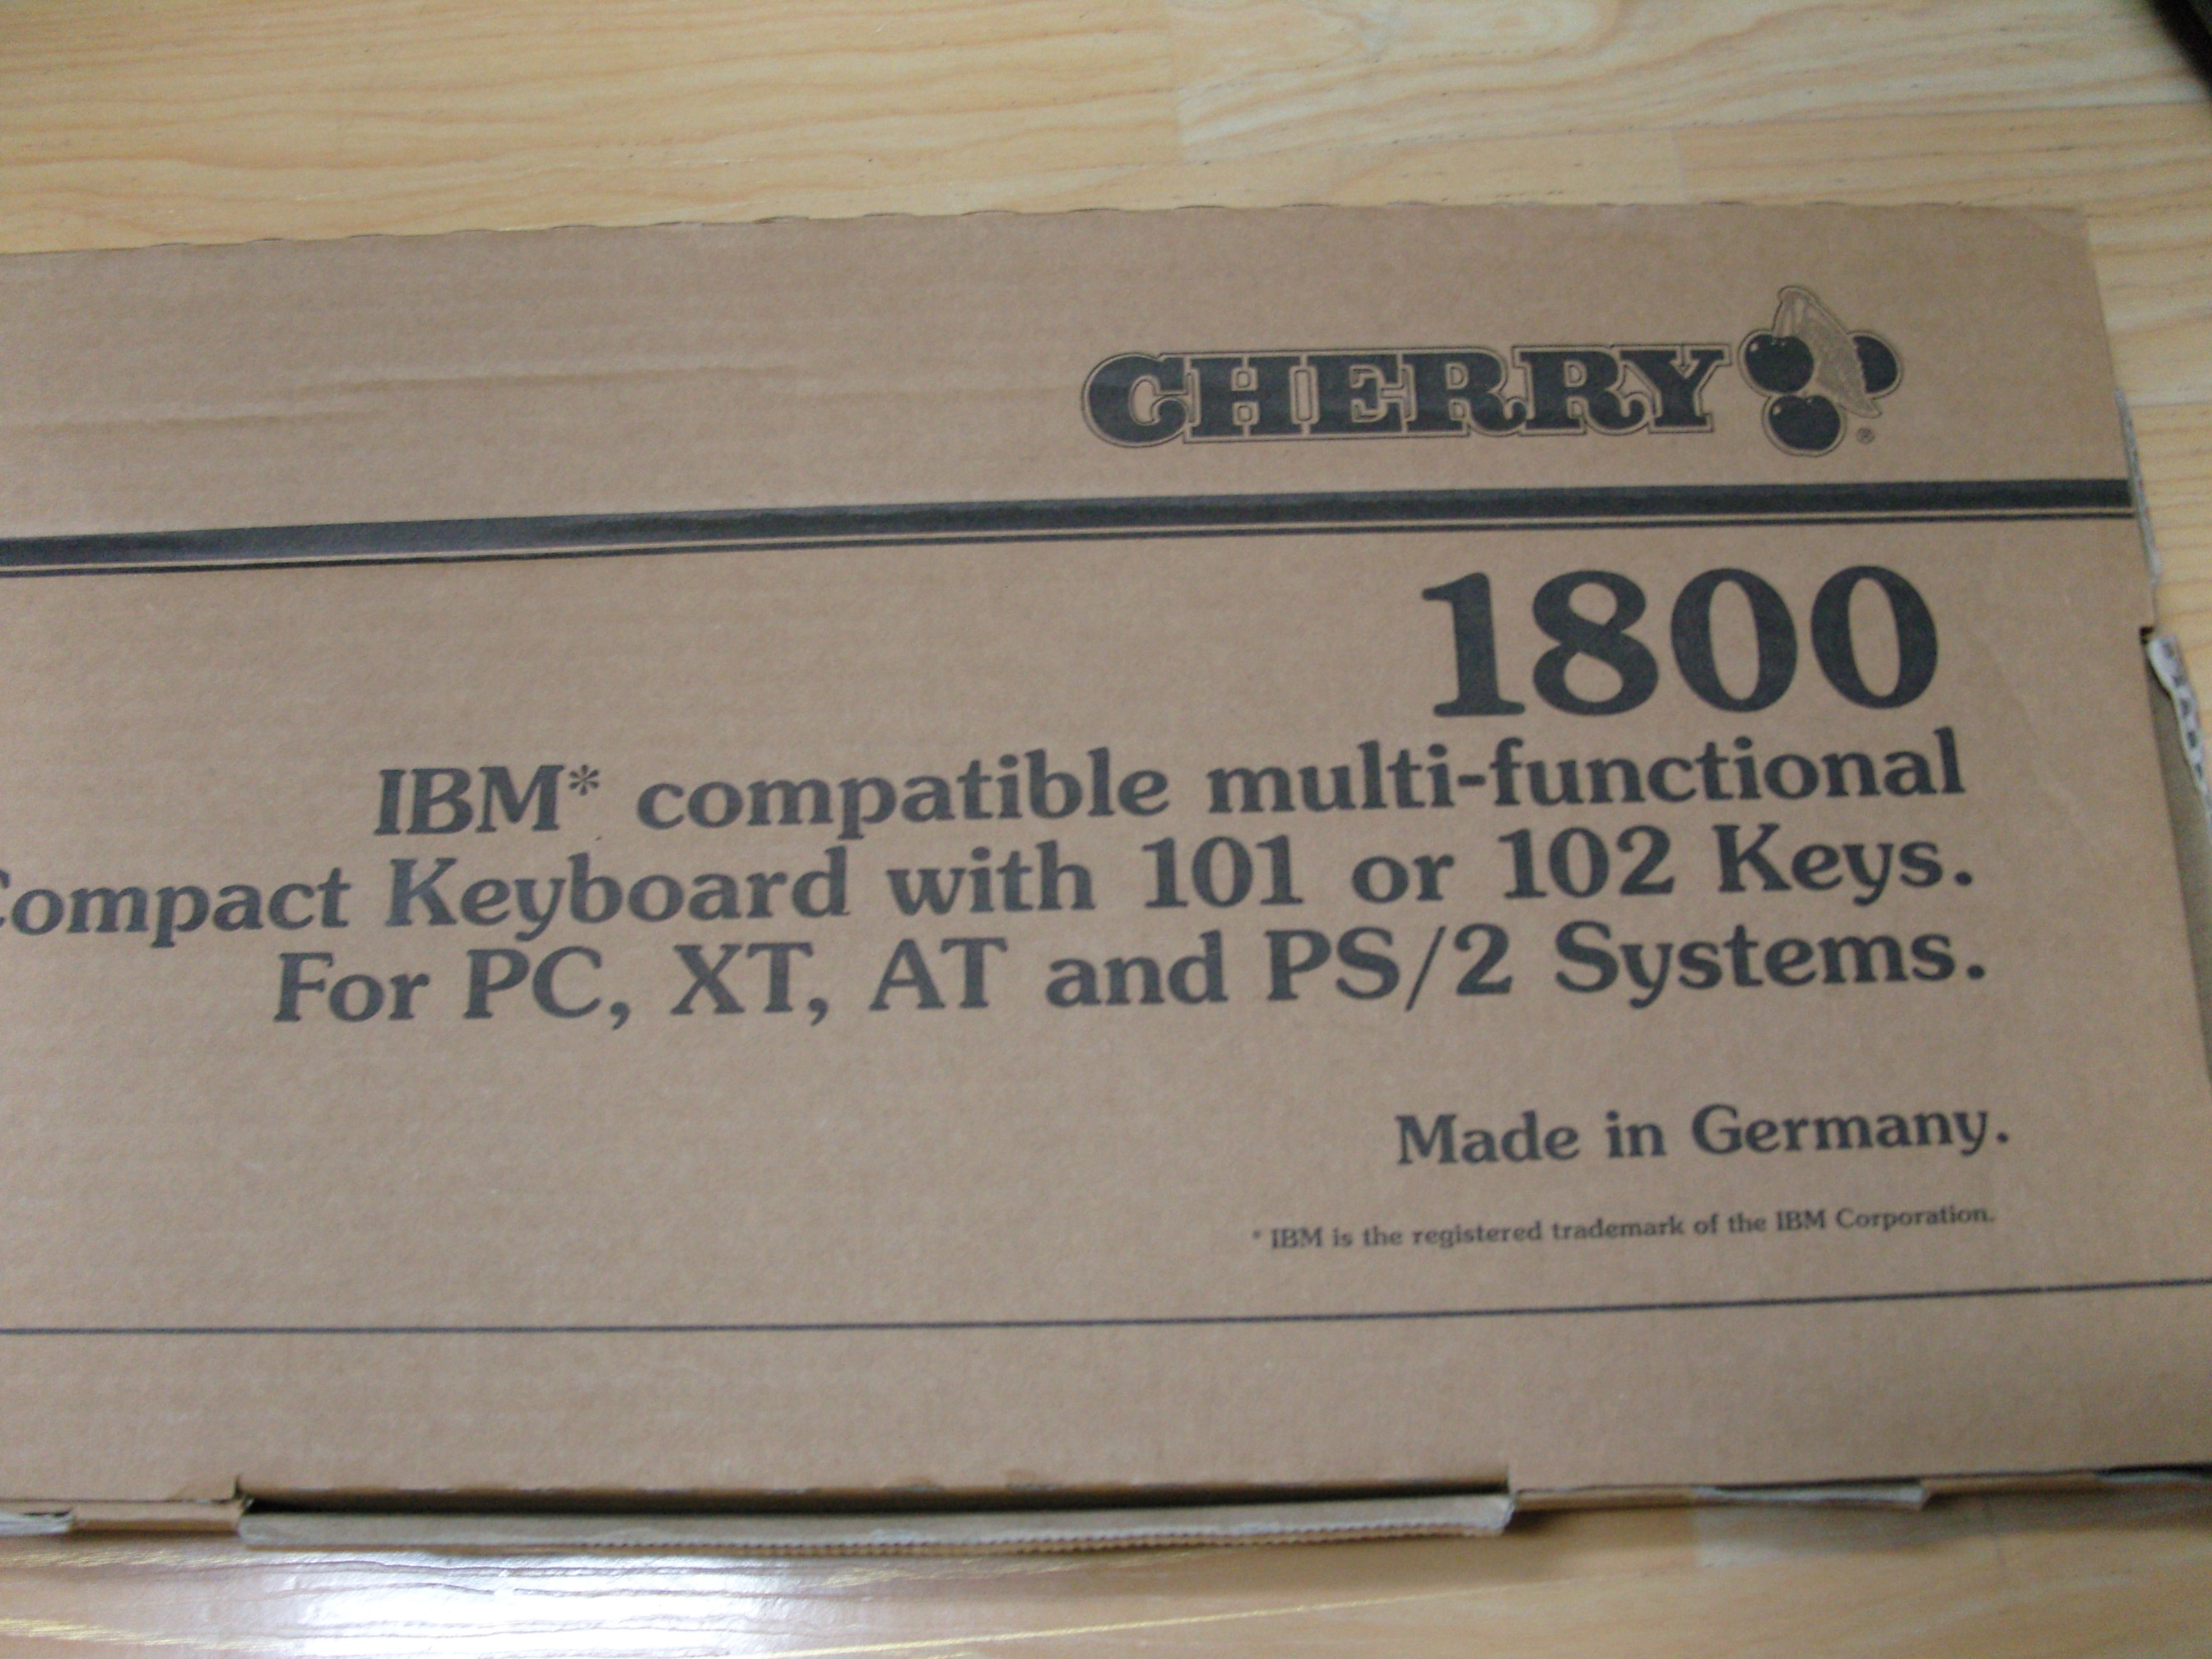 CHERRY ®
1800
IBM* compatible multi-functional
Compact Keyboard with 101 or 102 Keys.
For PC, XT, AT and PS/2 Systems.
Made in Germany.
* IBM is the registered trademark of the IBM Corporation.